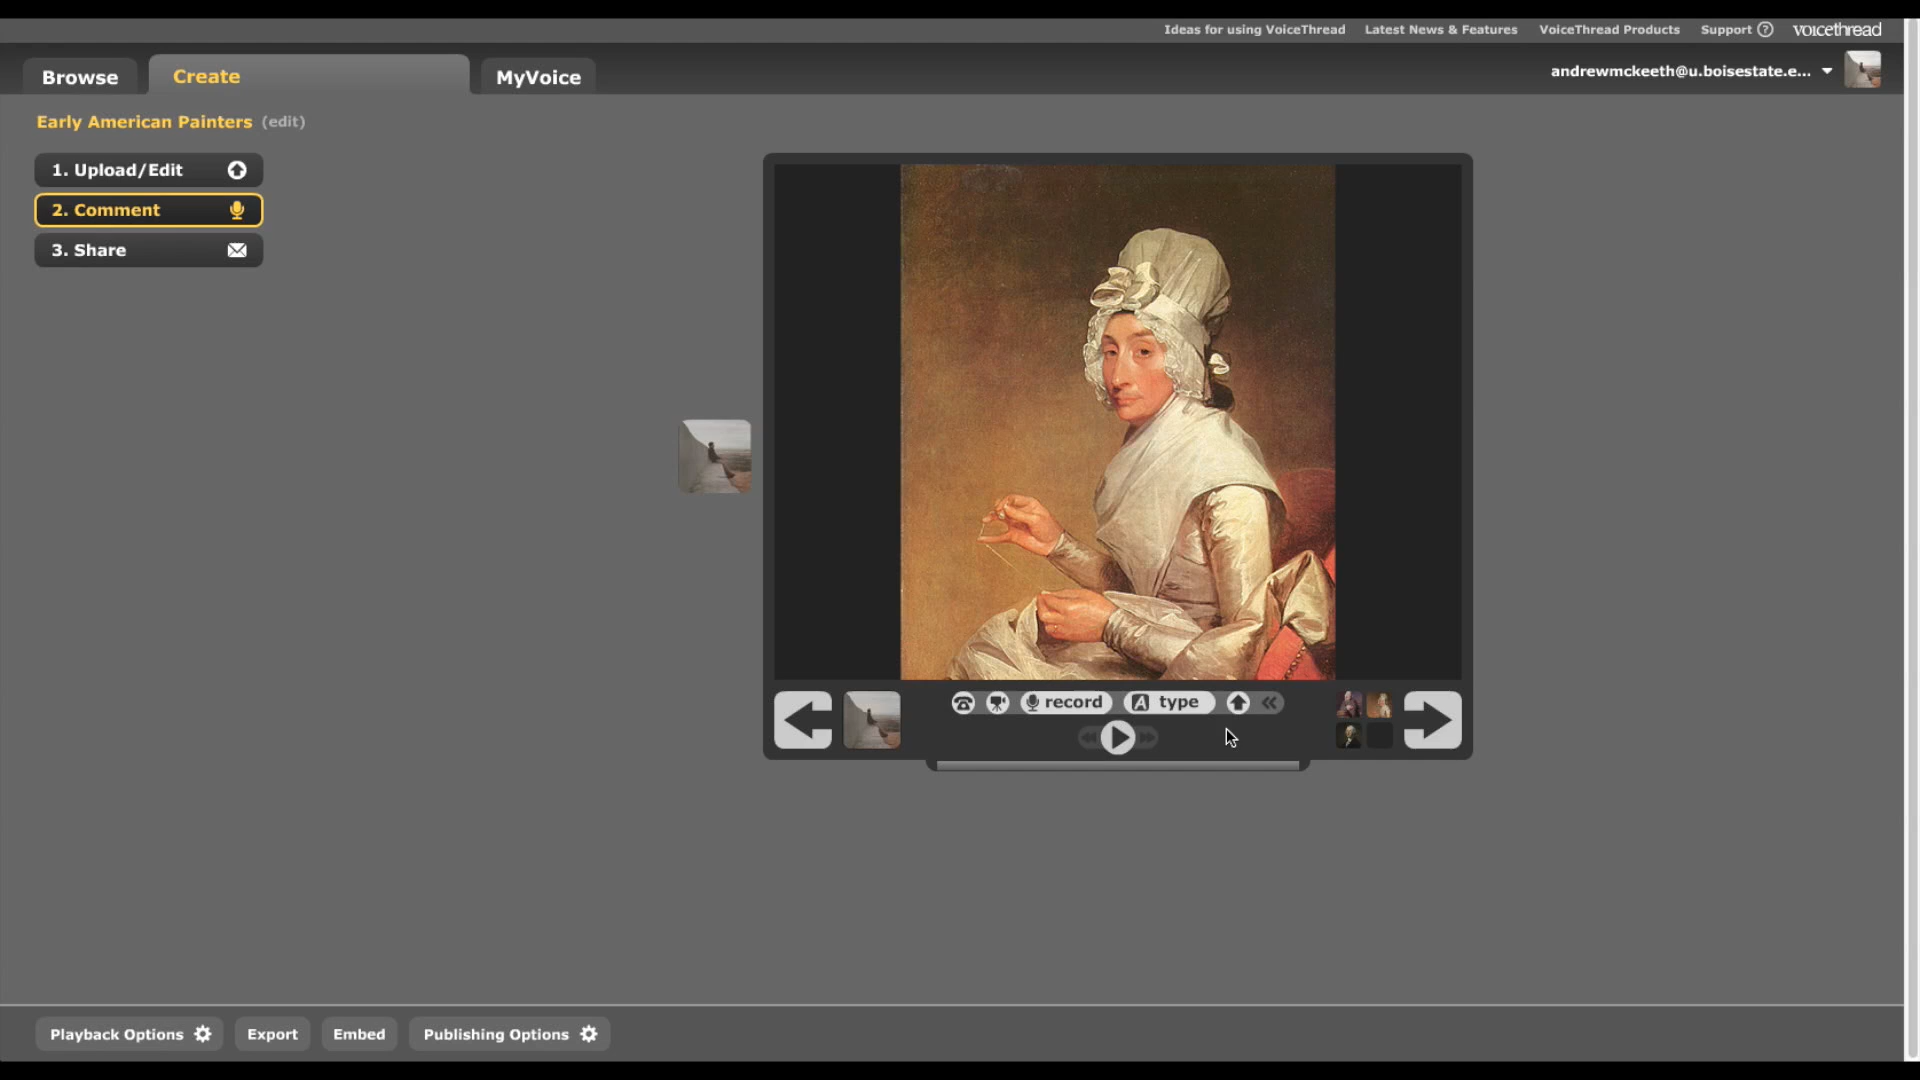 Ideas for using VoiceThread Latest News & Features VoiceThread Products Support ? voicethread
Browse Create MyVoice andrewmckeeth@u.boisestate.e...
Early American Painters (edit)
1. Upload/Edit
2. Comment
3. Share
record A type
Playback Options Export Embed Publishing Options